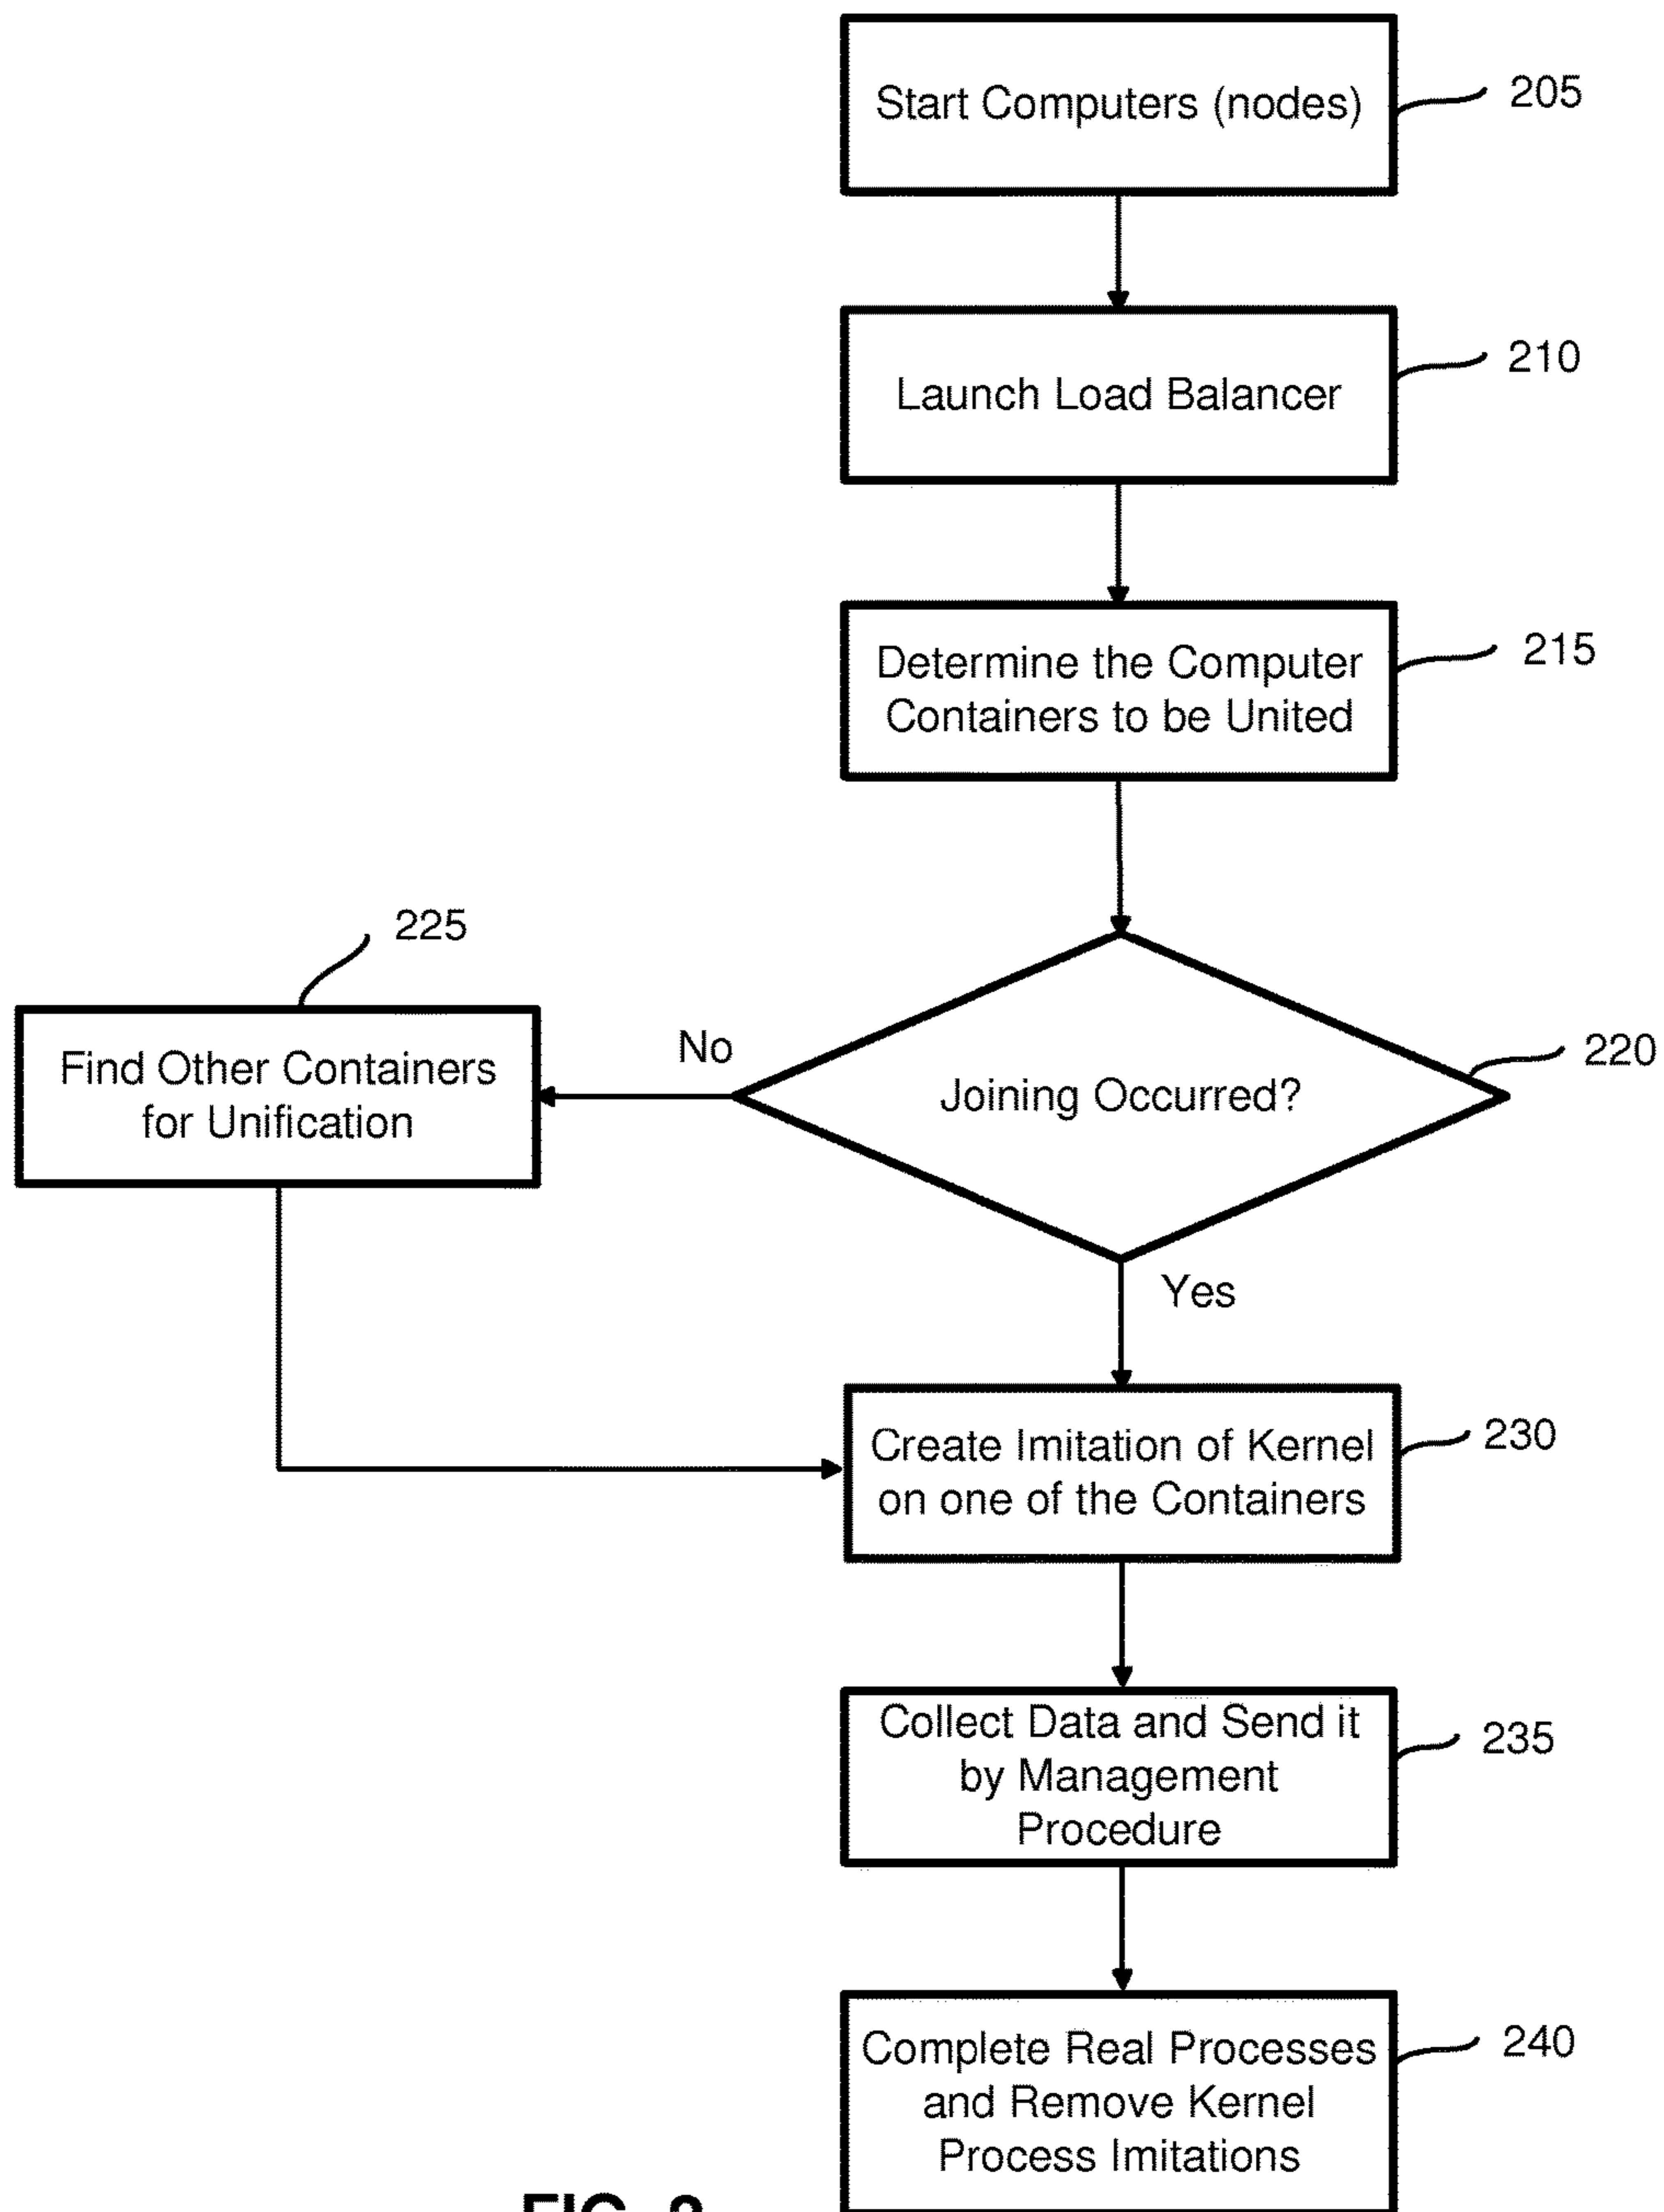 Start Computers (nodes)
205
Launch Load Balancer
210
Determine the Computer
Containers to be United
215
225
Find Other Containers
for Unification
No
Joining Occurred?
220
Yes
Create Imitation of Kernel
on one of the Containers
230
Collect Data and Send it
by Management
Procedure
235
Complete Real Processes
and Remove Kernel
Process Imitations
240
FIG.